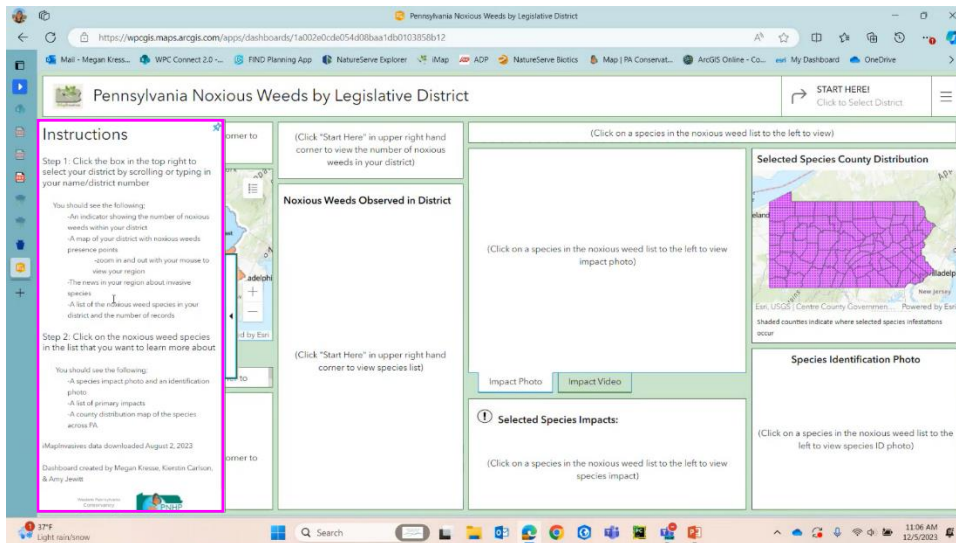 Pennsylvania Noxious Weeds by Legislative District
https://wpcgis.maps.arcgis.com/apps/dashboards/1a002e0cde054d08baa1db0103858b12
Mail - Megan Kress...
WPC Connect 2.0 -...
FIND Planning App
NatureServe Explorer
iMap
ADP
NatureServe Biotics
Map | PA Conservat...
ArcGIS Online - Co...
My Dashboard
OneDrive
Pennsylvania Noxious Weeds by Legislative District
START HERE!
Click to Select District
Instructions
Step 1: Click the box in the top right to
select your district by scrolling or typing in
your name/district number
You should see the following:
-An indicator showing the number of noxious
weeds within your district
-A map of your district with noxious weeds
presence points
-zoom in and out with your mouse to
view your region
-The news in your region about invasive
species
-A list of the noxious weed species in your
district and the number of records
Step 2: Click on the noxious weed species
in the list that you want to learn more about
You should see the following:
-A species impact photo and an identification
photo
-A list of primary impacts
-A county distribution map of the species
across PA
iMapInvasives data downloaded August 2, 2023
Dashboard created by Megan Kresse, Kierstin Carlson,
& Amy Jewitt
PNHP
corner to
adelphi
d by Esri
to
corner to
(Click "Start Here" in upper right hand
corner to view the number of noxious
weeds in your district)
Noxious Weeds Observed in District
(Click "Start Here" in upper right hand
corner to view species list)
(Click on a species in the noxious weed list to the left to view)
(Click on a species in the noxious weed list to the left to view
impact photo)
Impact Photo
Impact Video
Selected Species Impacts:
(Click on a species in the noxious weed list to the left to view
species impact)
Selected Species County Distribution
eland
iladelp
New Jersey
Esri, USGS | Centre County Governmen...
Powered by Esri
Shaded counties indicate where selected species infestations
occur
Species Identification Photo
(Click on a species in the noxious weed list to the
left to view species ID photo)
37°F
Light rain/snow
Search
11:06 AM
12/5/2023